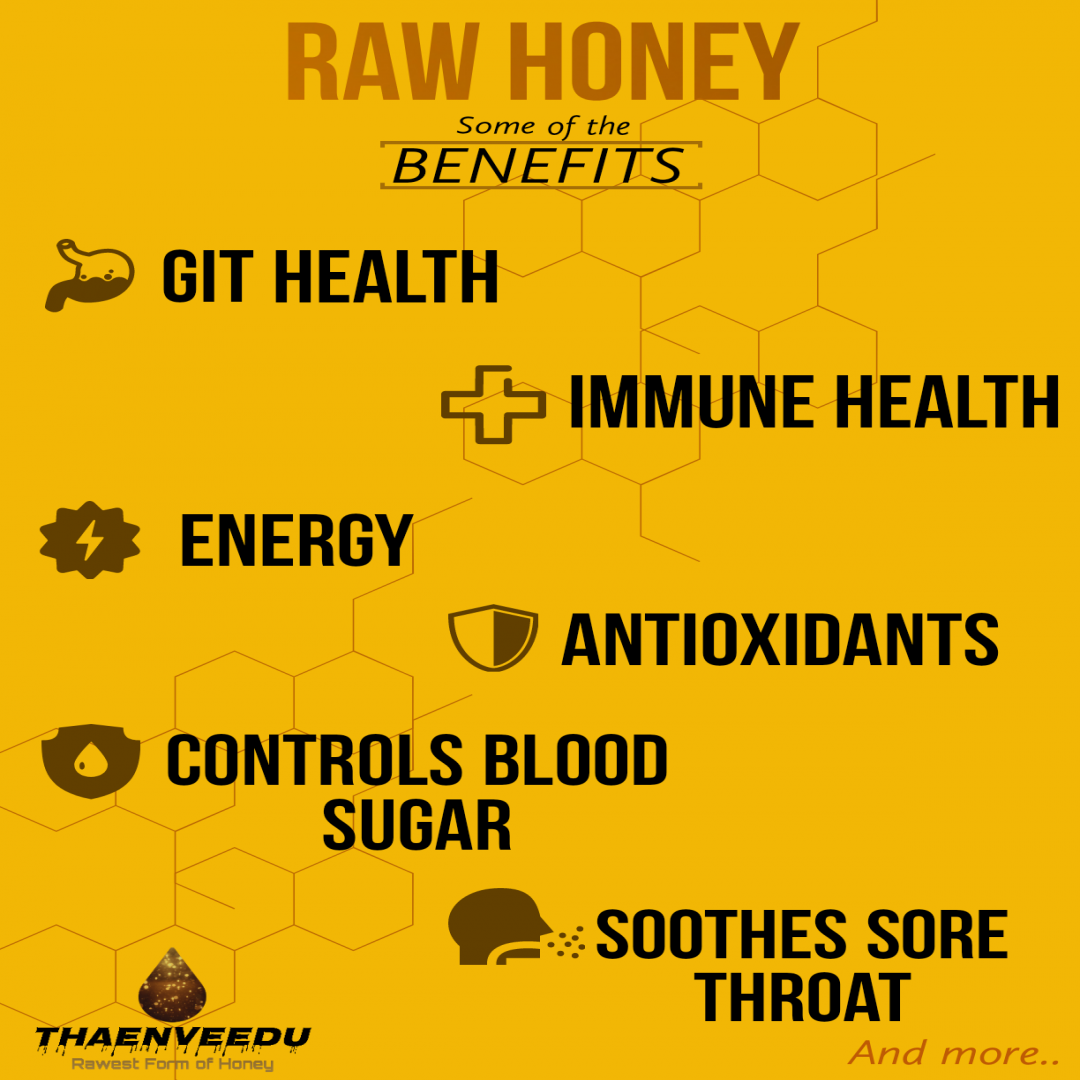 RAW HONEY
Some of the
BENEFITS
GIT HEALTH
IMMUNE HEALTH
ENERGY
ANTIOXIDANTS
CONTROLS BLOOD
SUGAR
SOOTHES SORE
THROAT
THAENVEEDU
Rawest Form of Honey
And more..